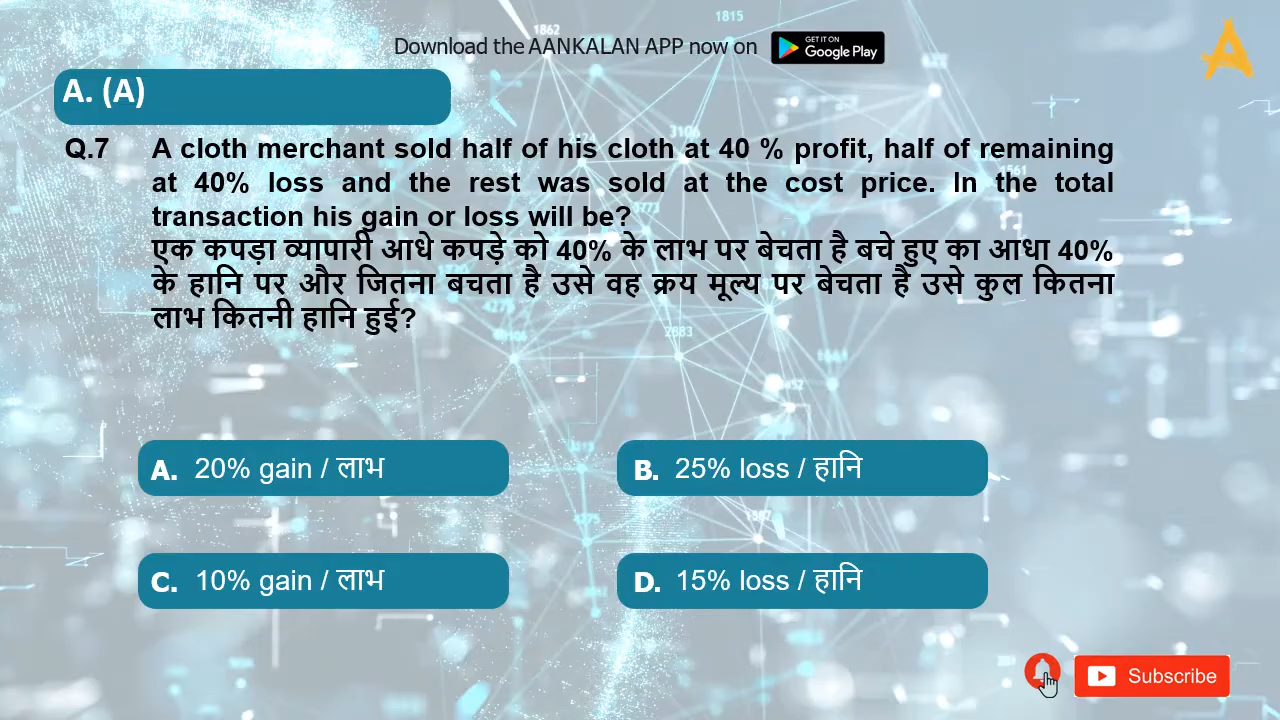 1862
1815
Download the AANKALAN APP now on
GET IT ON
Google Play
A. (A)
Q.7 A cloth merchant sold half of his cloth at 40 % profit, half of remaining
at 40% loss and the rest was sold at the cost price. In the total
transaction his gain or loss will be?
एक कपड़ा व्यापारी आधे कपड़े को 40% के लाभ पर बेचता है बचे हुए का आधा 40%
के हानि पर और जितना बचता है उसे वह क्रय मूल्य पर बेचता है उसे कुल कितना
लाभ कितनी हानि हुई?
2883
A. 20% gain / लाभ
B. 25% loss / हानि
C. 10% gain / लाभ
D. 15% loss / हानि
Subscribe